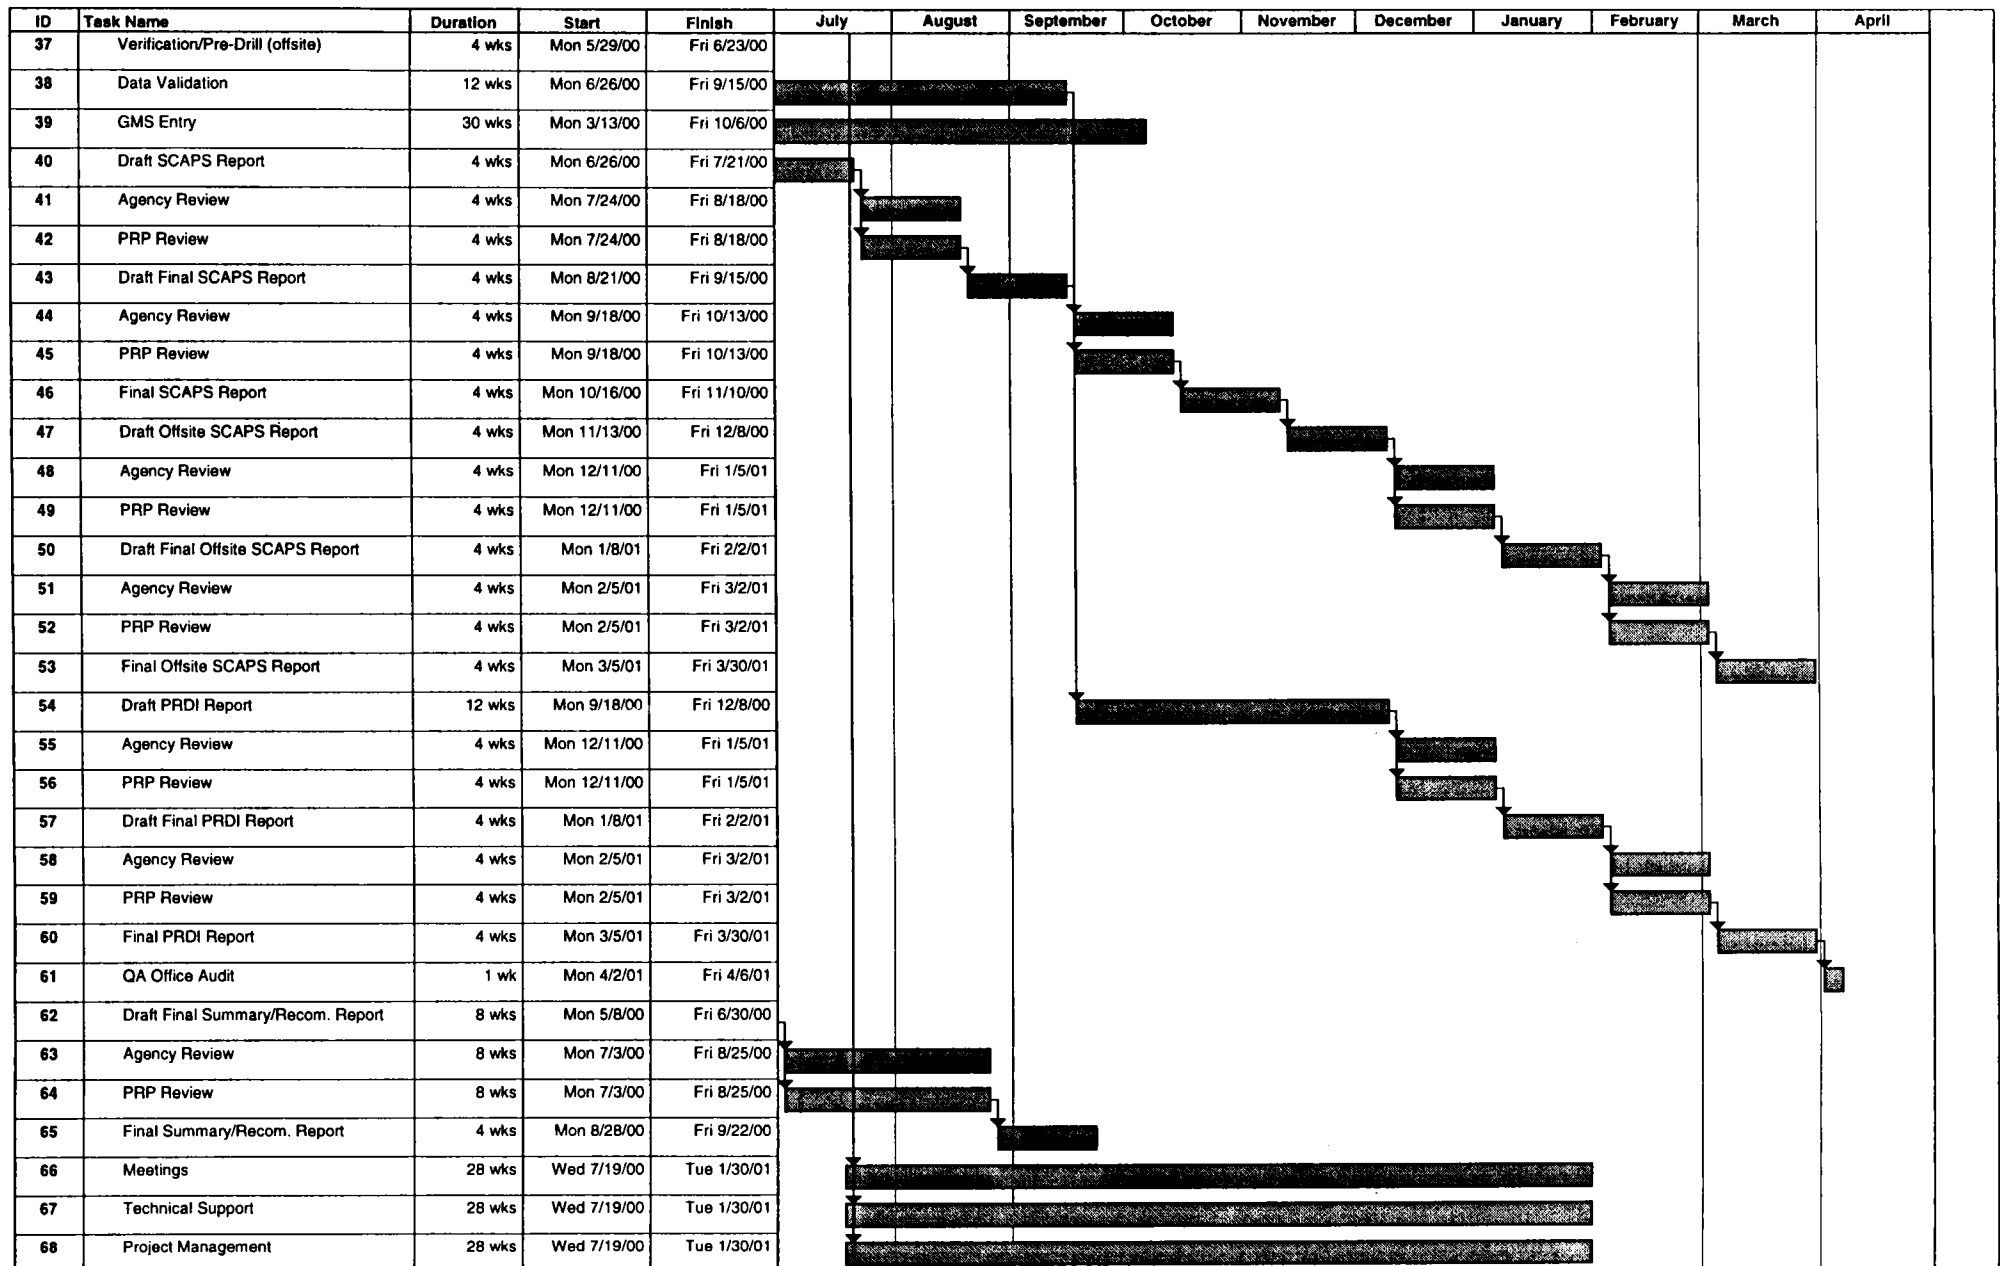 ID Task Name Duration Start Finish July August September October November December January February March April
37 Verification/Pre-Drill (offsite) 4 wks Mon 5/29/00 Fri 6/23/00
38 Data Validation 12 wks Mon 6/26/00 Fri 9/15/00
39 GMS Entry 30 wks Mon 3/13/00 Fri 10/6/00
40 Draft SCAPS Report 4 wks Mon 6/26/00 Fri 7/21/00
41 Agency Review 4 wks Mon 7/24/00 Fri 8/18/00
42 PRP Review 4 wks Mon 7/24/00 Fri 8/18/00
43 Draft Final SCAPS Report 4 wks Mon 8/21/00 Fri 9/15/00
44 Agency Review 4 wks Mon 9/18/00 Fri 10/13/00
45 PRP Review 4 wks Mon 9/18/00 Fri 10/13/00
46 Final SCAPS Report 4 wks Mon 10/16/00 Fri 11/10/00
47 Draft Offsite SCAPS Report 4 wks Mon 11/13/00 Fri 12/8/00
48 Agency Review 4 wks Mon 12/11/00 Fri 1/5/01
49 PRP Review 4 wks Mon 12/11/00 Fri 1/5/01
50 Draft Final Offsite SCAPS Report 4 wks Mon 1/8/01 Fri 2/2/01
51 Agency Review 4 wks Mon 2/5/01 Fri 3/2/01
52 PRP Review 4 wks Mon 2/5/01 Fri 3/2/01
53 Final Offsite SCAPS Report 4 wks Mon 3/5/01 Fri 3/30/01
54 Draft PRDI Report 12 wks Mon 9/18/00 Fri 12/8/00
55 Agency Review 4 wks Mon 12/11/00 Fri 1/5/01
56 PRP Review 4 wks Mon 12/11/00 Fri 1/5/01
57 Draft Final PRDI Report 4 wks Mon 1/8/01 Fri 2/2/01
58 Agency Review 4 wks Mon 2/5/01 Fri 3/2/01
59 PRP Review 4 wks Mon 2/5/01 Fri 3/2/01
60 Final PRDI Report 4 wks Mon 3/5/01 Fri 3/30/01
61 QA Office Audit 1 wk Mon 4/2/01 Fri 4/6/01
62 Draft Final Summary/Recom. Report 8 wks Mon 5/8/00 Fri 6/30/00
63 Agency Review 8 wks Mon 7/3/00 Fri 8/25/00
64 PRP Review 8 wks Mon 7/3/00 Fri 8/25/00
65 Final Summary/Recom. Report 4 wks Mon 8/28/00 Fri 9/22/00
66 Meetings 28 wks Wed 7/19/00 Tue 1/30/01
67 Technical Support 28 wks Wed 7/19/00 Tue 1/30/01
68 Project Management 28 wks Wed 7/19/00 Tue 1/30/01